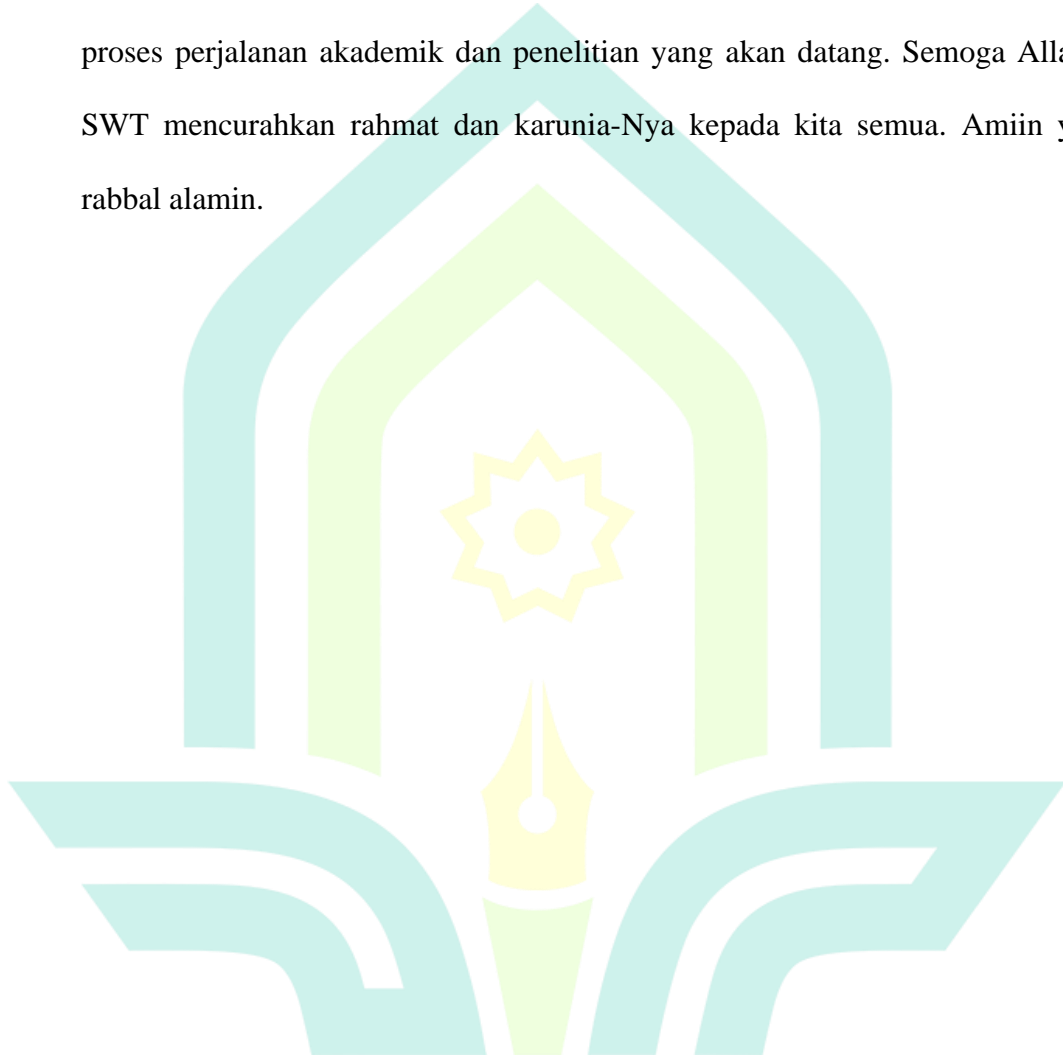 proses perjalanan akademik dan penelitian yang akan datang. Semoga
SWT mencurahkan rahmat dan karunia-Nya kepada kita semua. Amiin
rabbal alamin.